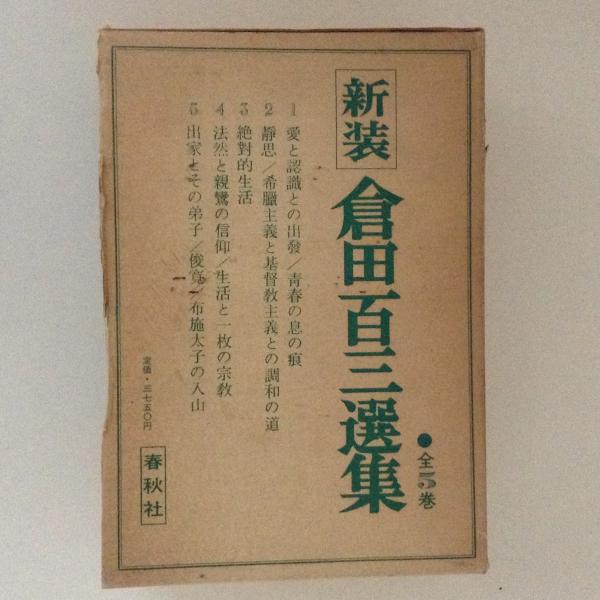 新装
倉田百三選集
●全5巻
1 愛と認識との出發/青春の息の痕
2 靜思/希臘主義と基督教主義との調和の道
3 絶對的生活
4 法然と親鸞の信仰/生活と一枚の宗教
5 出家とその弟子/俊寛/布施太子の入山
定価・三七五〇円
春秋社